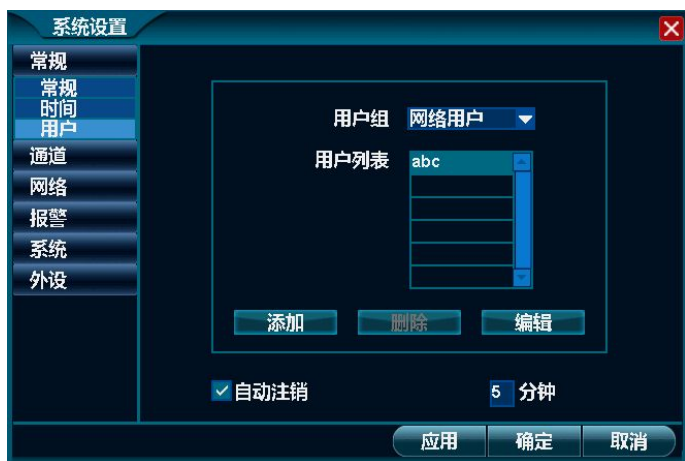 系统设置
常规
常规
时间
用户
通道
网络
报警
系统
外设
用户组 网络用户
用户列表 abc
添加 删除 编辑
自动注销 5 分钟
应用 确定 取消